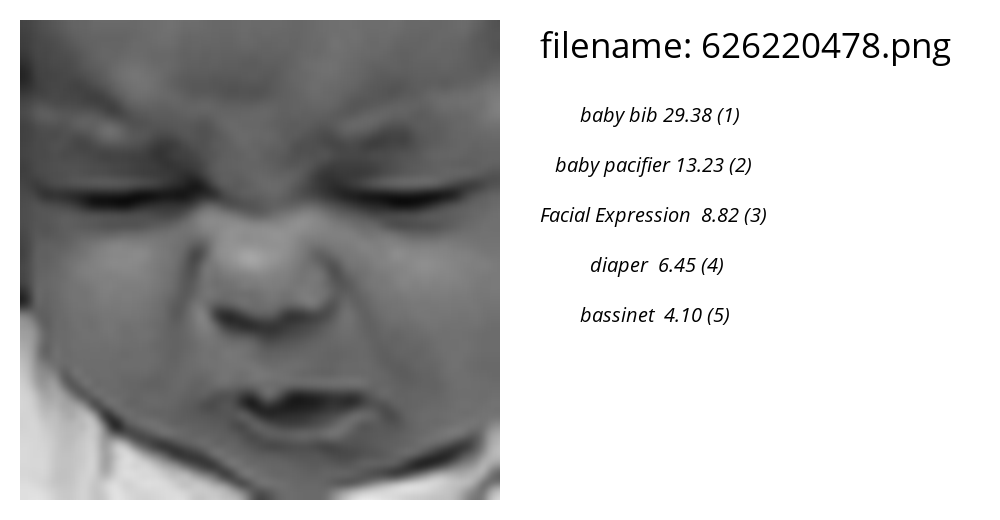 filename: 626220478.png
baby bib 29.38 (1)
baby pacifier 13.23 (2)
Facial Expression 8.82 (3)
diaper 6.45 (4)
bassinet 4.10 (5)